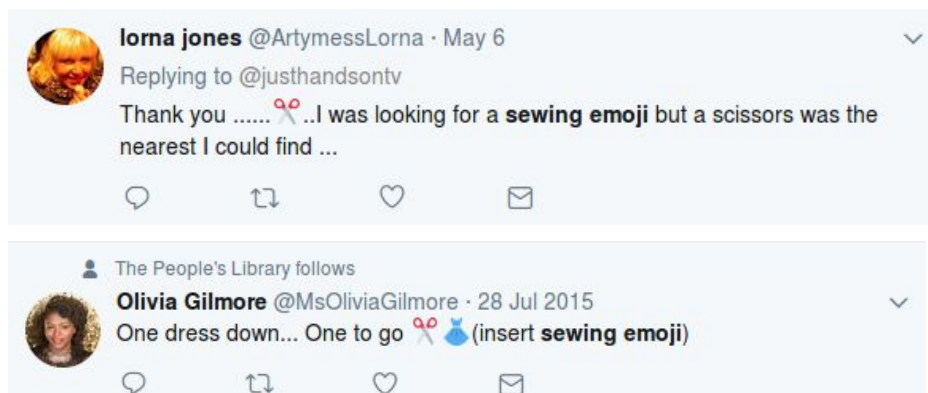 lorna jones @ArtymessLorna · May 6
Replying to @justhandsontv
Thank you ......✂️..I was looking for a sewing emoji but a scissors was the
nearest I could find ...
The People's Library follows
Olivia Gilmore @MsOliviaGilmore · 28 Jul 2015
One dress down... One to go ✂️👗(insert sewing emoji)